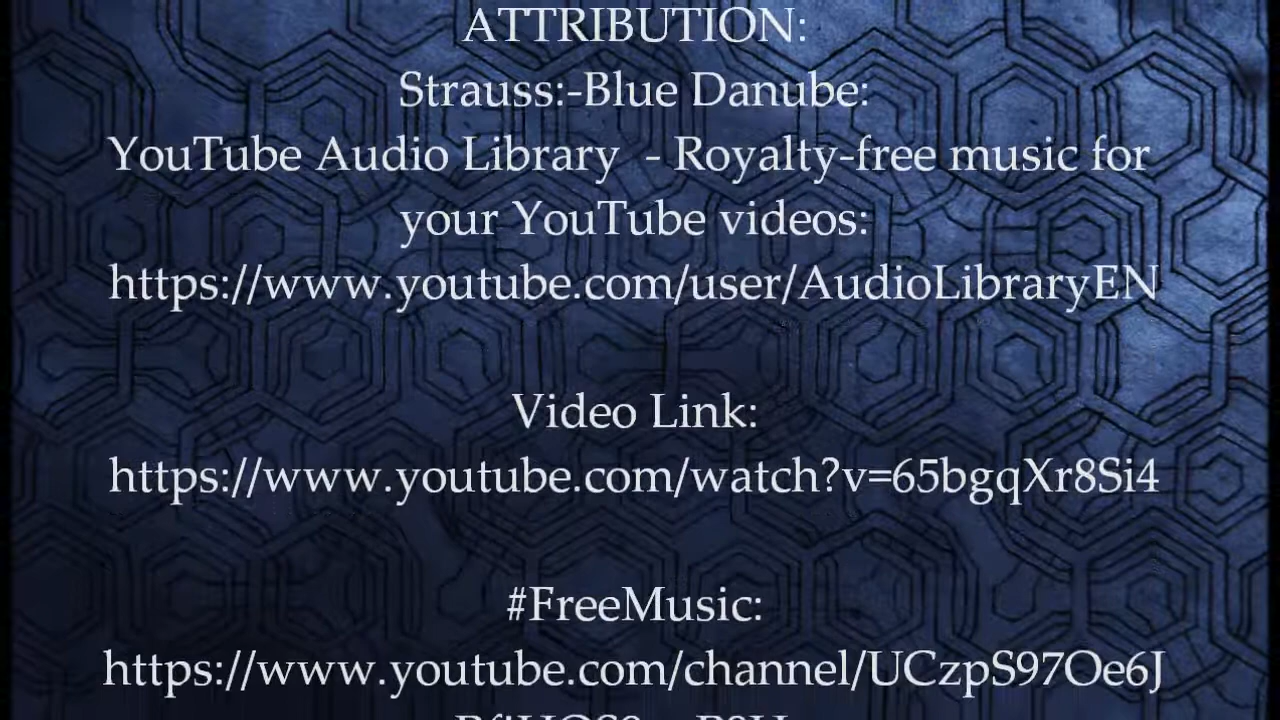 ATTRIBUTION:
Strauss:-Blue Danube:
YouTube Audio Library - Royalty-free music for
your YouTube videos:
https://www.youtube.com/user/AudioLibraryEN
Video Link:
https://www.youtube.com/watch?v=65bgqXr8Si4
#FreeMusic:
https://www.youtube.com/channel/UCzpS97Oe6J